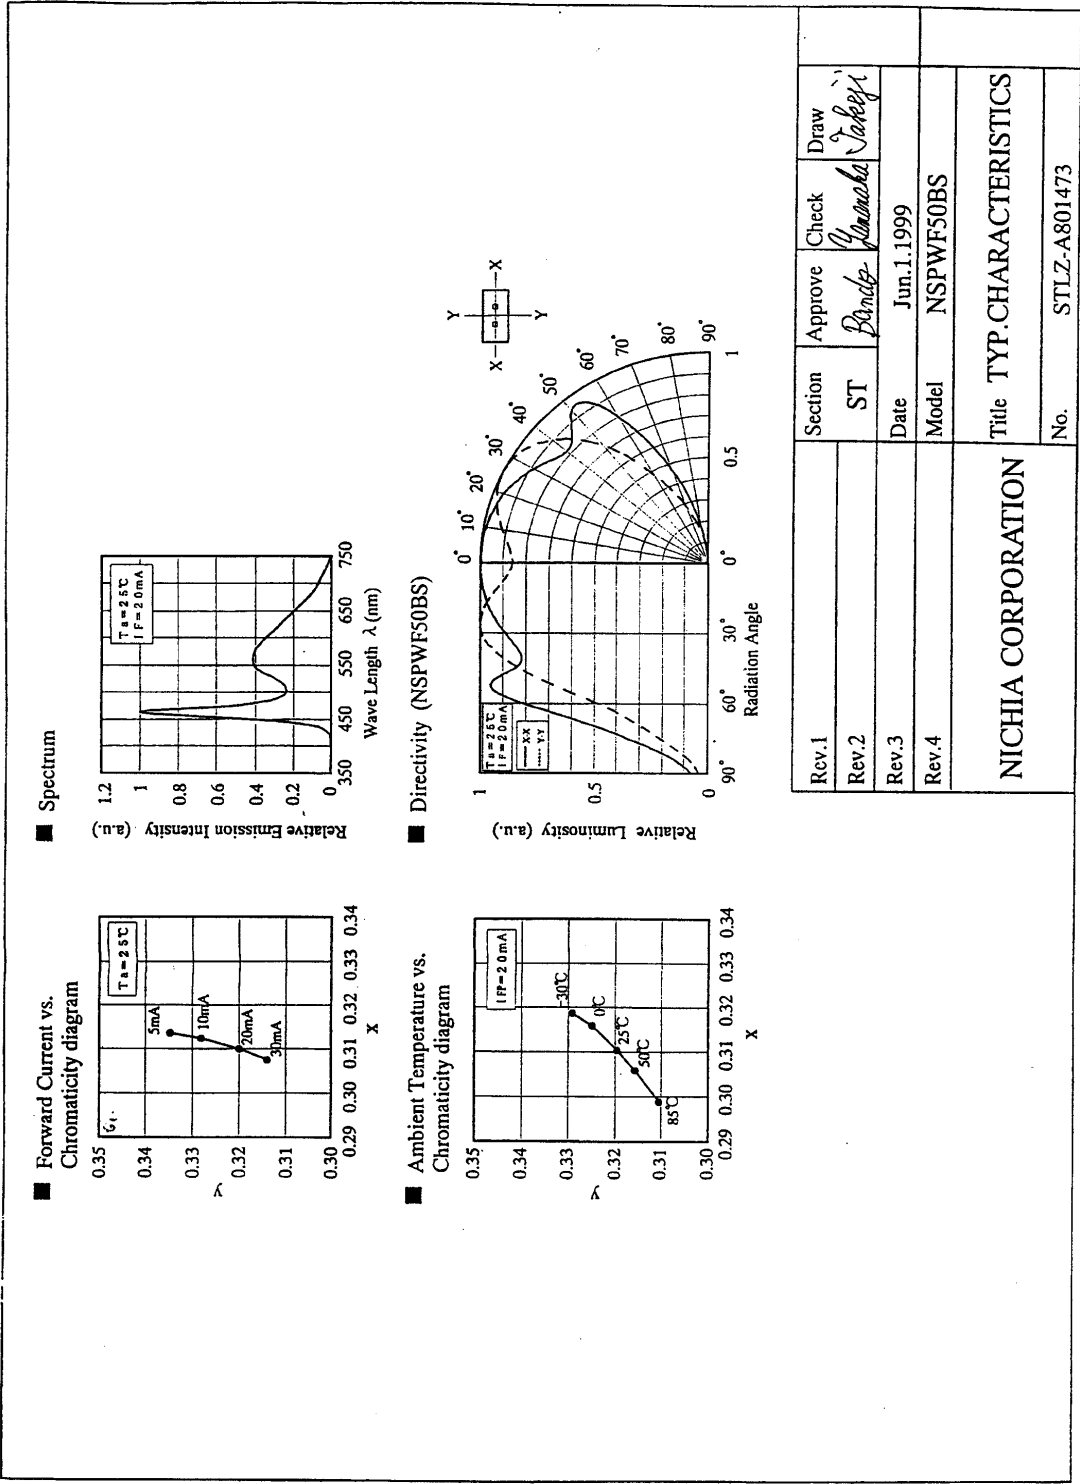 ■ Forward Current vs.
Chromaticity diagram
Ta=25℃
5mA
10mA
20mA
30mA
0.35
0.34
0.33
0.32
0.31
0.30
y
0.29 0.30 0.31 0.32 0.33 0.34
x
■ Spectrum
Ta=25℃
IF=20mA
1.2
1
0.8
0.6
0.4
0.2
0
Relative Emission Intensity (a.u.)
350 450 550 650 750
Wave Length λ (nm)
■ Ambient Temperature vs.
Chromaticity diagram
IFP=20mA
-30℃
0℃
25℃
50℃
85℃
0.35
0.34
0.33
0.32
0.31
0.30
y
0.29 0.30 0.31 0.32 0.33 0.34
x
■ Directivity (NSPWF50BS)
Ta=25℃
IF=20mA
X-X
Y-Y
1
0.5
0
Relative Luminosity (a.u.)
90° 60° 30° 0° 0.5 1
Radiation Angle
0° 10° 20° 30° 40° 50° 60° 70° 80° 90°
Y
X X
Y
Rev.1
Rev.2
Rev.3
Rev.4
NICHIA CORPORATION
Section Approve Check Draw
ST Bando Yamanaka Takeji
Date Jun.1.1999
Model NSPWF50BS
Title TYP.CHARACTERISTICS
No. STLZ-A801473